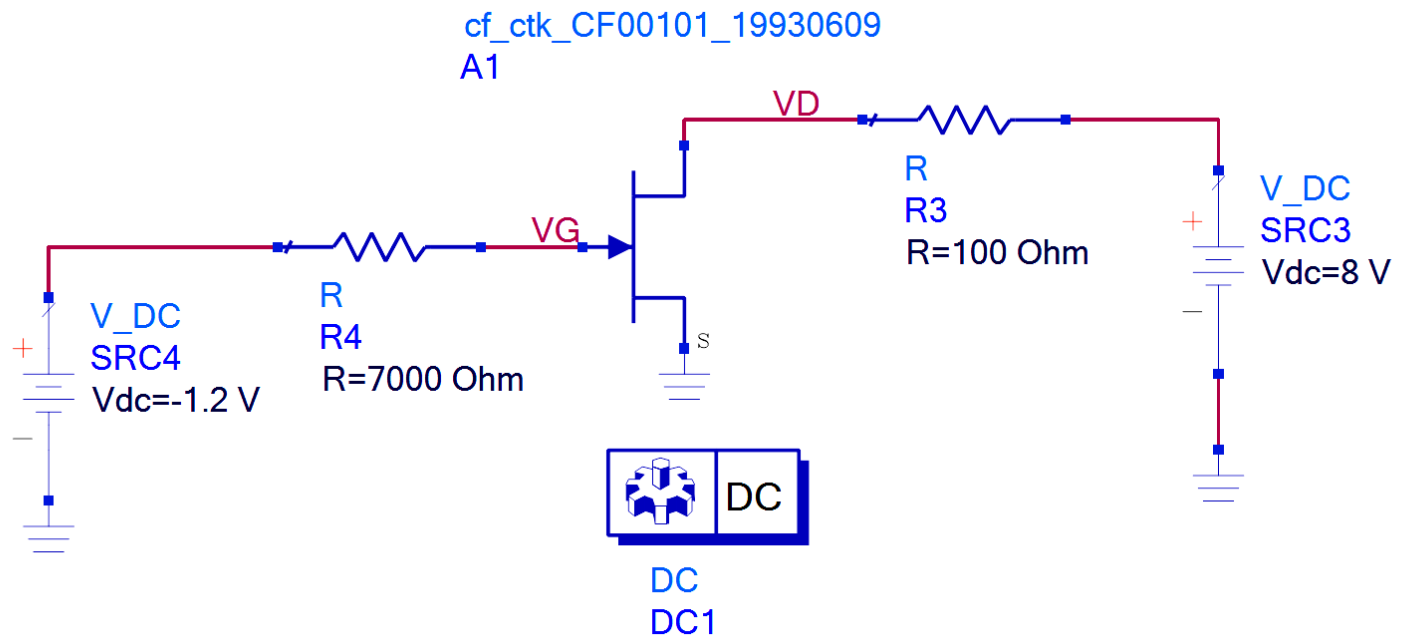 cf_ctk_CF00101_19930609
A1
VD
R
R3
R=100 Ohm
V_DC
SRC3
Vdc=8 V
VG
R
R4
R=7000 Ohm
V_DC
SRC4
Vdc=-1.2 V
S
DC
DC
DC1